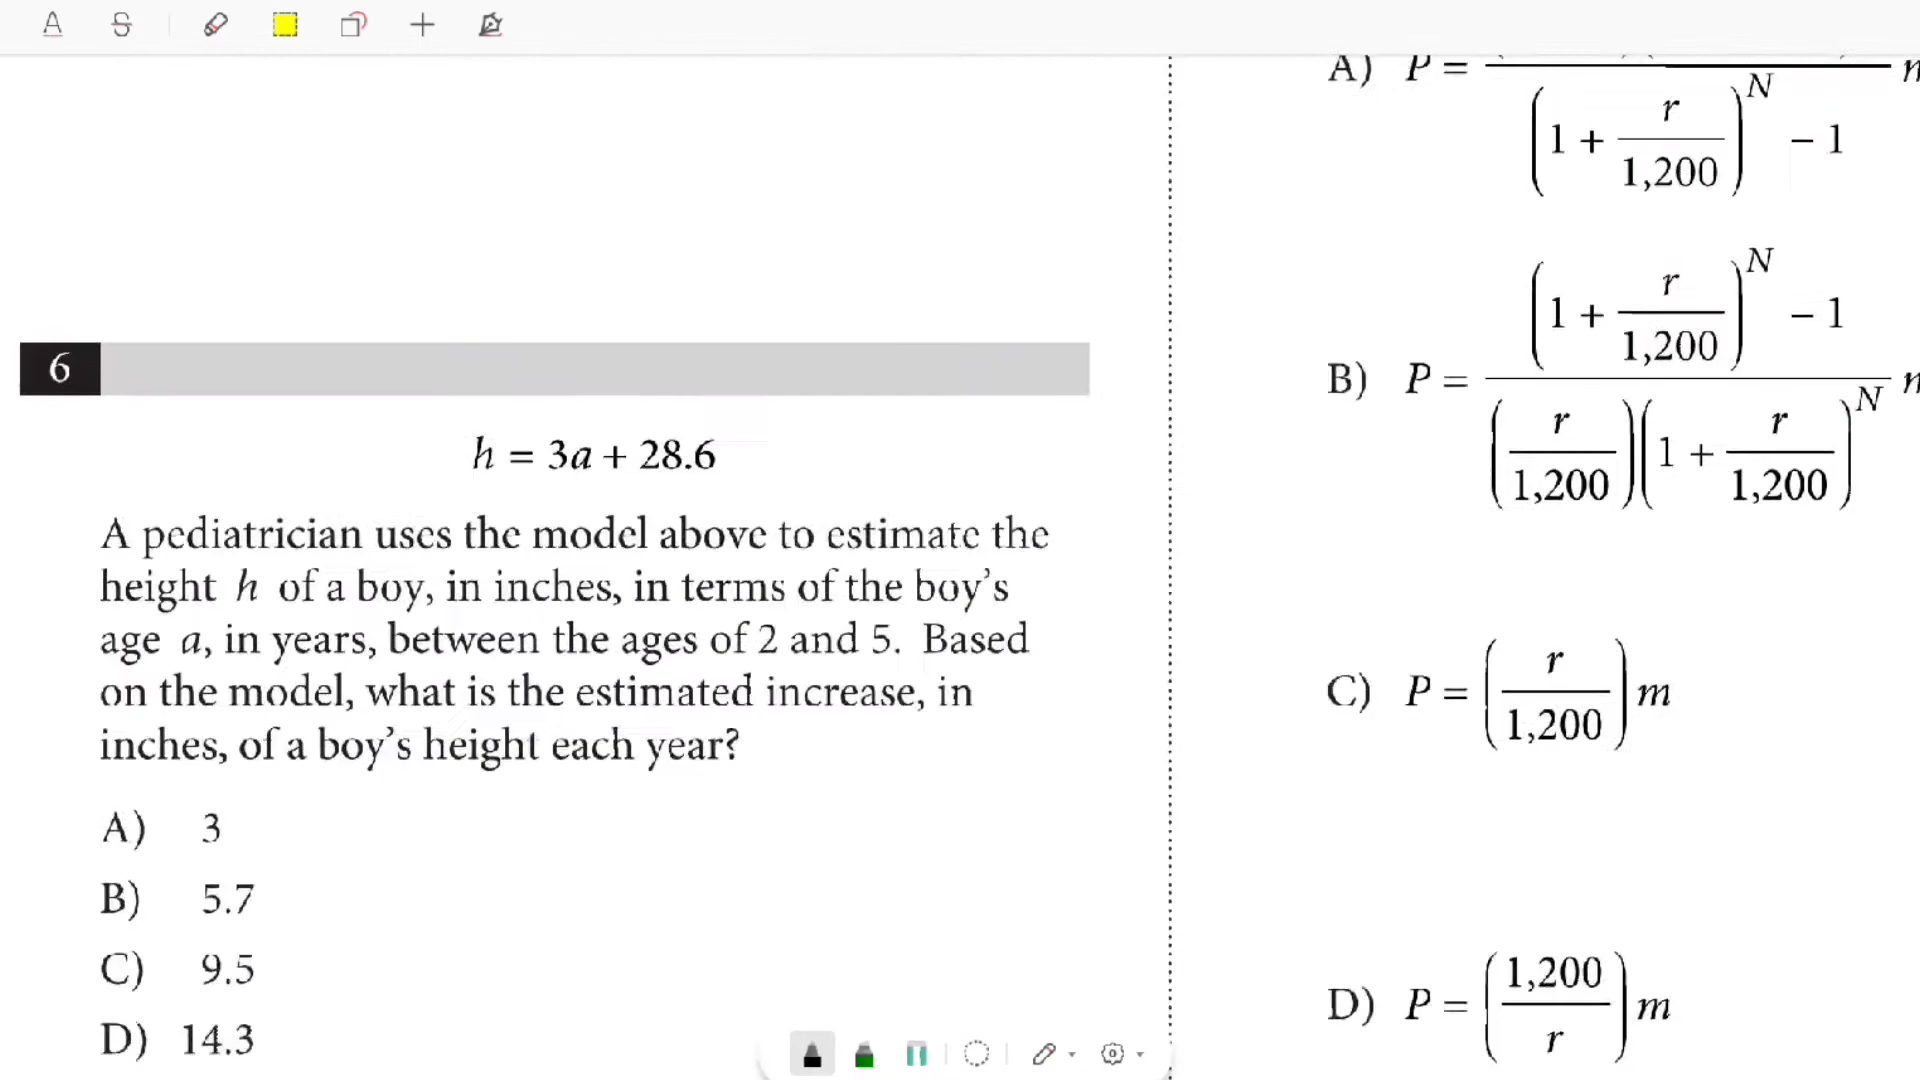 6
h = 3a + 28.6
A pediatrician uses the model above to estimate the
height h of a boy, in inches, in terms of the boy's
age a, in years, between the ages of 2 and 5. Based
on the model, what is the estimated increase, in
inches, of a boy's height each year?
A) 3
B) 5.7
C) 9.5
D) 14.3
A) P =
(1 + r/1,200)^N − 1
B) P = ((1 + r/1,200)^N − 1) / ((r/1,200)(1 + r/1,200)^N)
C) P = (r/1,200) m
D) P = (1,200/r) m